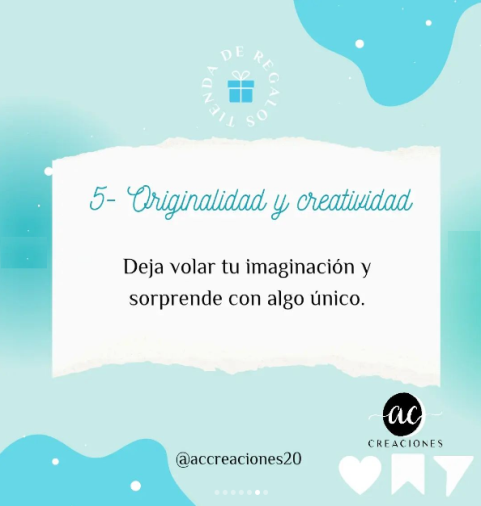 TIENDA DE REGALOS
5- Originalidad y creatividad
Deja volar tu imaginación y
sorprende con algo único.
ac
CREACIONES
@accreaciones20